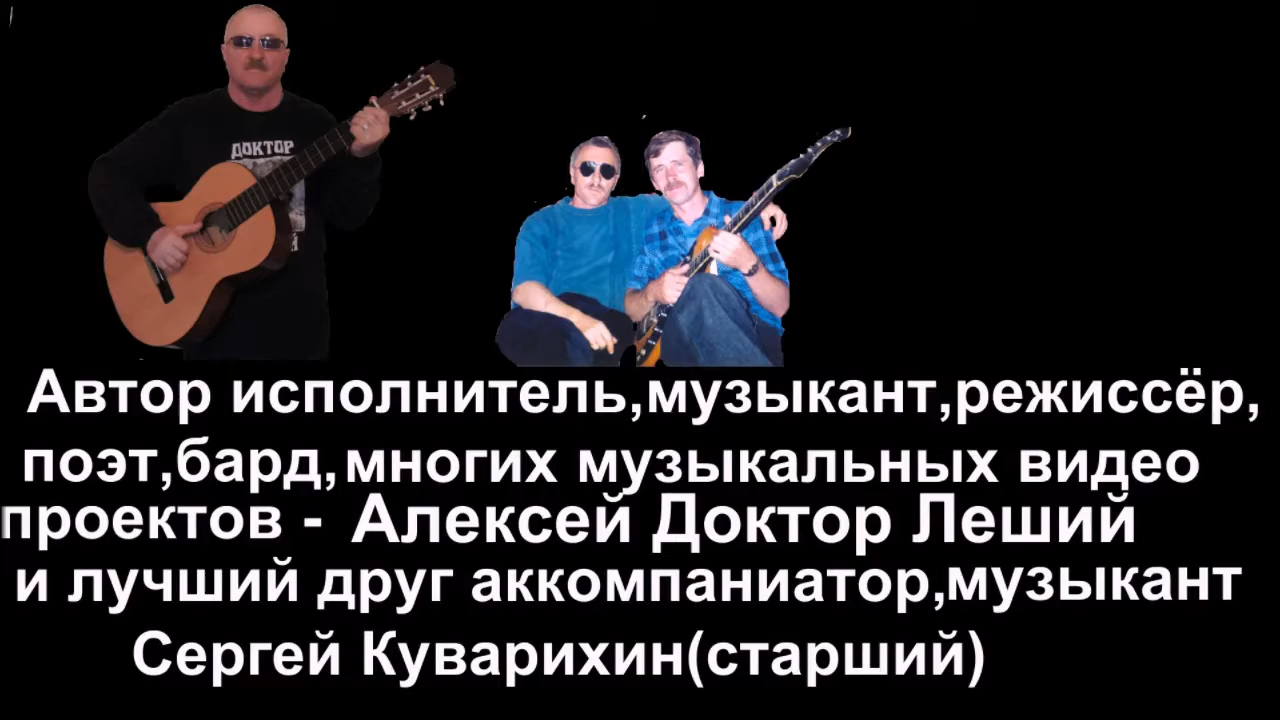 ДОКТОР
Автор исполнитель,музыкант,режиссёр,
поэт,бард,многих музыкальных видео
проектов - Алексей Доктор Леший
и лучший друг аккомпаниатор,музыкант
Сергей Куварихин(старший)